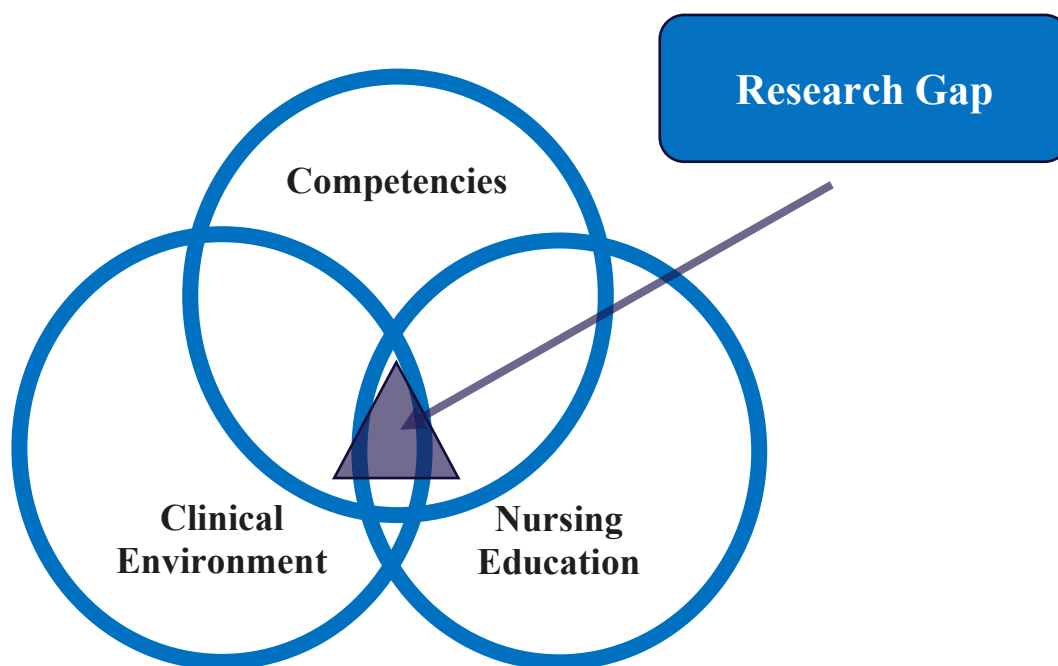 Research Gap
Competencies
Clinical
Environment
Nursing
Education